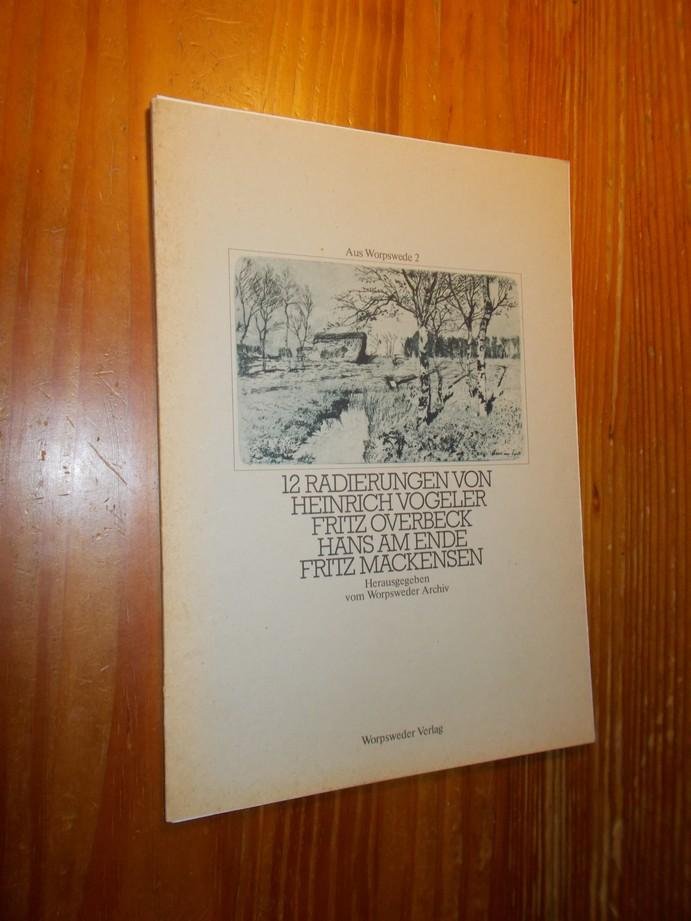 Aus Worpswede 2
12 RADIERUNGEN VON
HEINRICH VOGELER
FRITZ OVERBECK
HANS AM ENDE
FRITZ MACKENSEN
Herausgegeben
vom Worpsweder Archiv
Worpsweder Verlag